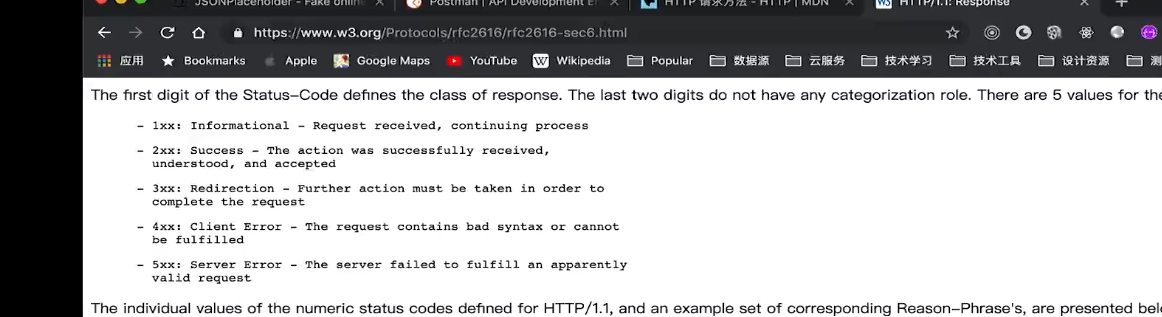 JSONPlaceholder - Fake online
Postman | API Development E
HTTP 请求方法 - HTTP | MDN
HTTP/1.1: Response
https://www.w3.org/Protocols/rfc2616/rfc2616-sec6.html
应用 Bookmarks Apple Google Maps YouTube Wikipedia Popular 数据源 云服务 技术学习 技术工具 设计资源 测
The first digit of the Status-Code defines the class of response. The last two digits do not have any categorization role. There are 5 values for the
- 1xx: Informational - Request received, continuing process
- 2xx: Success - The action was successfully received,
understood, and accepted
- 3xx: Redirection - Further action must be taken in order to
complete the request
- 4xx: Client Error - The request contains bad syntax or cannot
be fulfilled
- 5xx: Server Error - The server failed to fulfill an apparently
valid request
The individual values of the numeric status codes defined for HTTP/1.1, and an example set of corresponding Reason-Phrase's, are presented belo